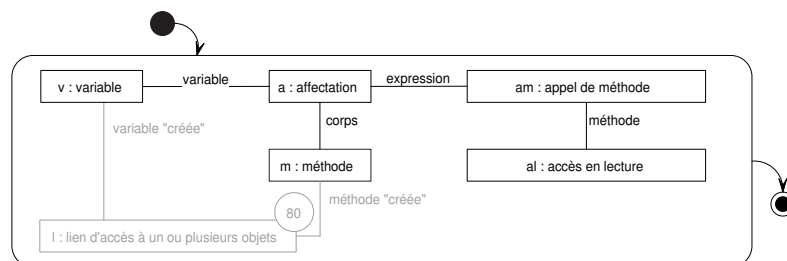 v : variable
variable
a : affectation
expression
am : appel de méthode
variable "créée"
corps
méthode
m : méthode
al : accès en lecture
méthode "créée"
80
l : lien d'accès à un ou plusieurs objets